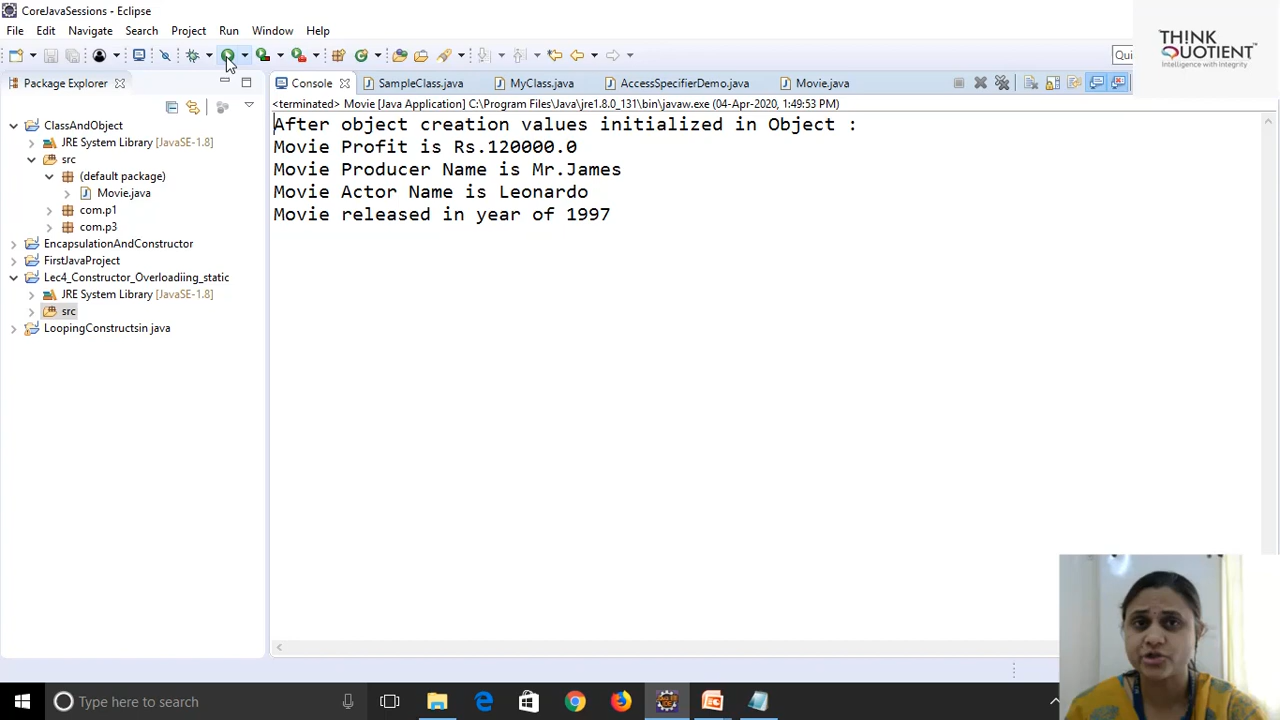 CoreJavaSessions - Eclipse
File Edit Navigate Search Project Run Window Help
THINK
QUOTIENT
Intelligence with Integrity
Qui
Package Explorer
Console
SampleClass.java
MyClass.java
AccessSpecifierDemo.java
Movie.java
<terminated> Movie [Java Application] C:\Program Files\Java\jre1.8.0_131\bin\javaw.exe (04-Apr-2020, 1:49:53 PM)
ClassAndObject
JRE System Library [JavaSE-1.8]
src
(default package)
Movie.java
com.p1
com.p3
EncapsulationAndConstructor
FirstJavaProject
Lec4_Constructor_Overloadiing_static
JRE System Library [JavaSE-1.8]
src
LoopingConstructsin java
After object creation values initialized in Object :
Movie Profit is Rs.120000.0
Movie Producer Name is Mr.James
Movie Actor Name is Leonardo
Movie released in year of 1997
Type here to search